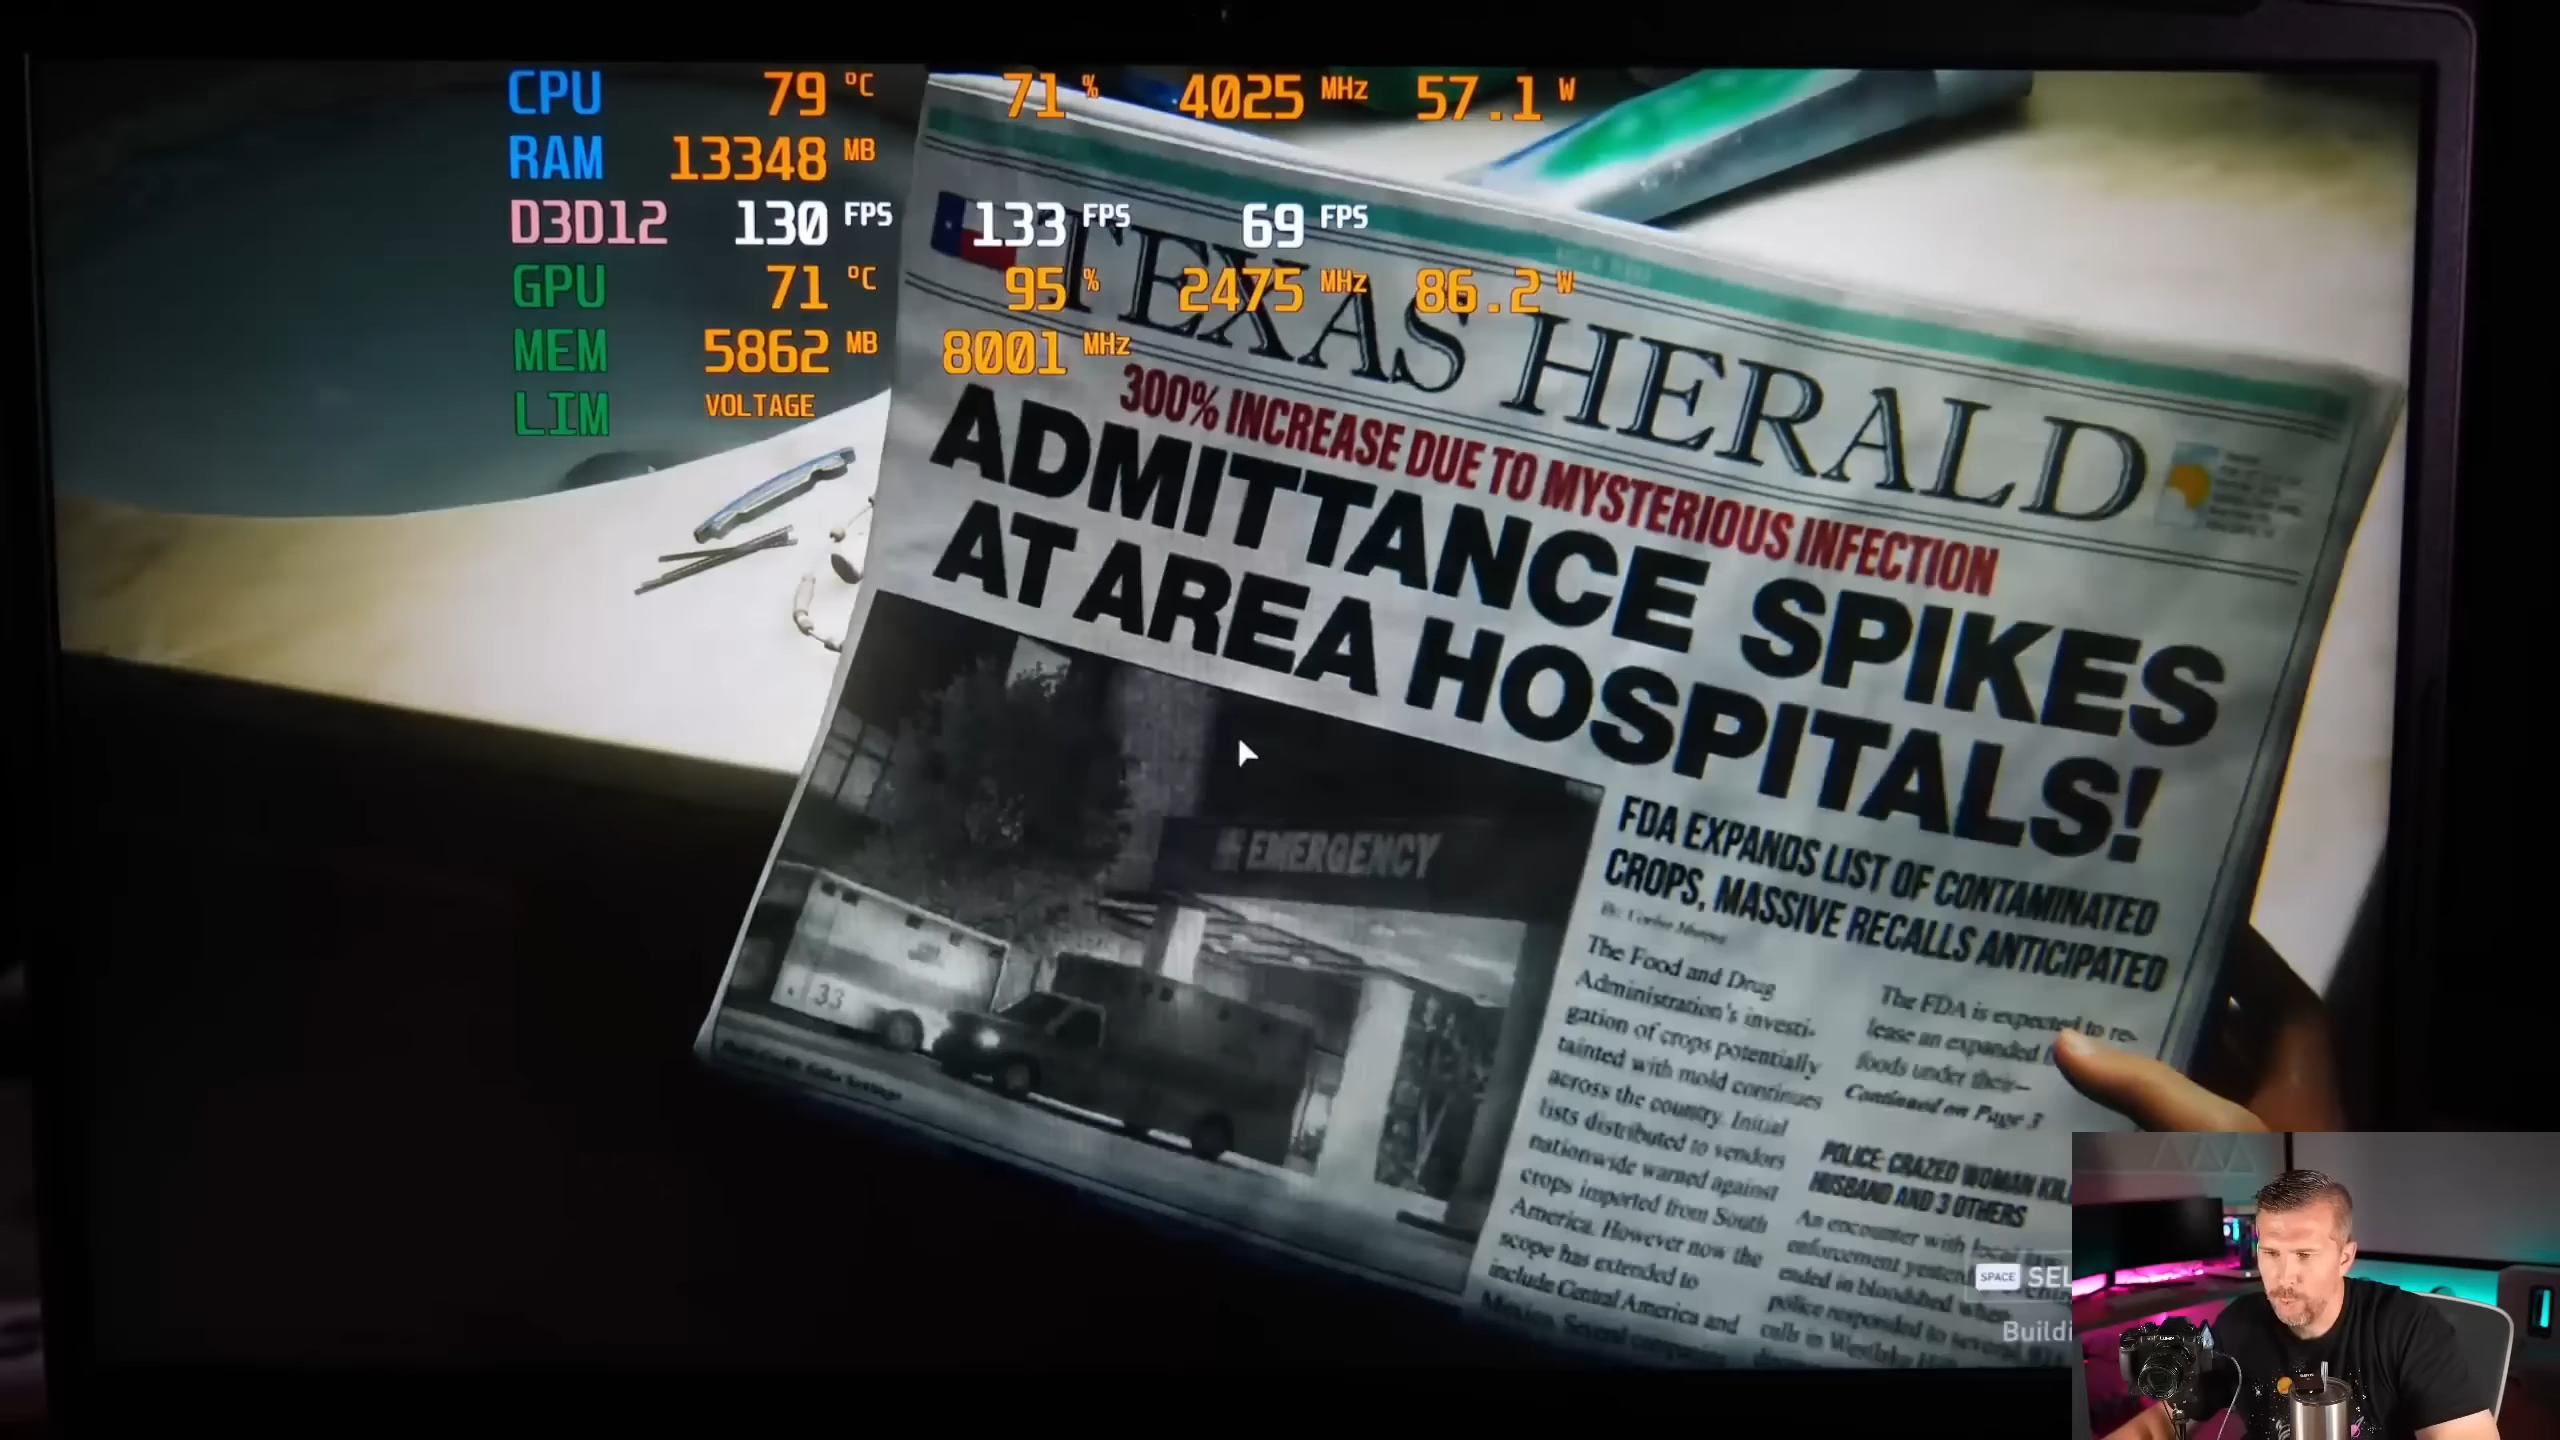 CPU 79 °C 71 % 4025 MHz 57.1 W
RAM 13348 MB
D3D12 130 FPS 133 FPS 69 FPS
GPU 71 °C 95 % 2475 MHz 86.2 W
MEM 5862 MB 8001 MHz
LIM VOLTAGE
TEXAS HERALD
300% INCREASE DUE TO MYSTERIOUS INFECTION
ADMITTANCE SPIKES
AT AREA HOSPITALS!
EMERGENCY
33
FDA EXPANDS LIST OF CONTAMINATED
CROPS, MASSIVE RECALLS ANTICIPATED
The Food and Drug
Administration's investi-
gation of crops potentially
tainted with mold continues
across the country. Initial
lists distributed to vendors
nationwide warned against
crops imported from South
America. However now the
scope has extended to
include Central America and
Mexico. Several companies
The FDA is expected to re-
lease an expanded
foods under their—
Continued on Page 3
POLICE: CRAZED WOMAN
HUSBAND AND 3 OTHERS
An encounter with local
enforcement
ended in bloodshed when
police responded to several
calls in
SPACE